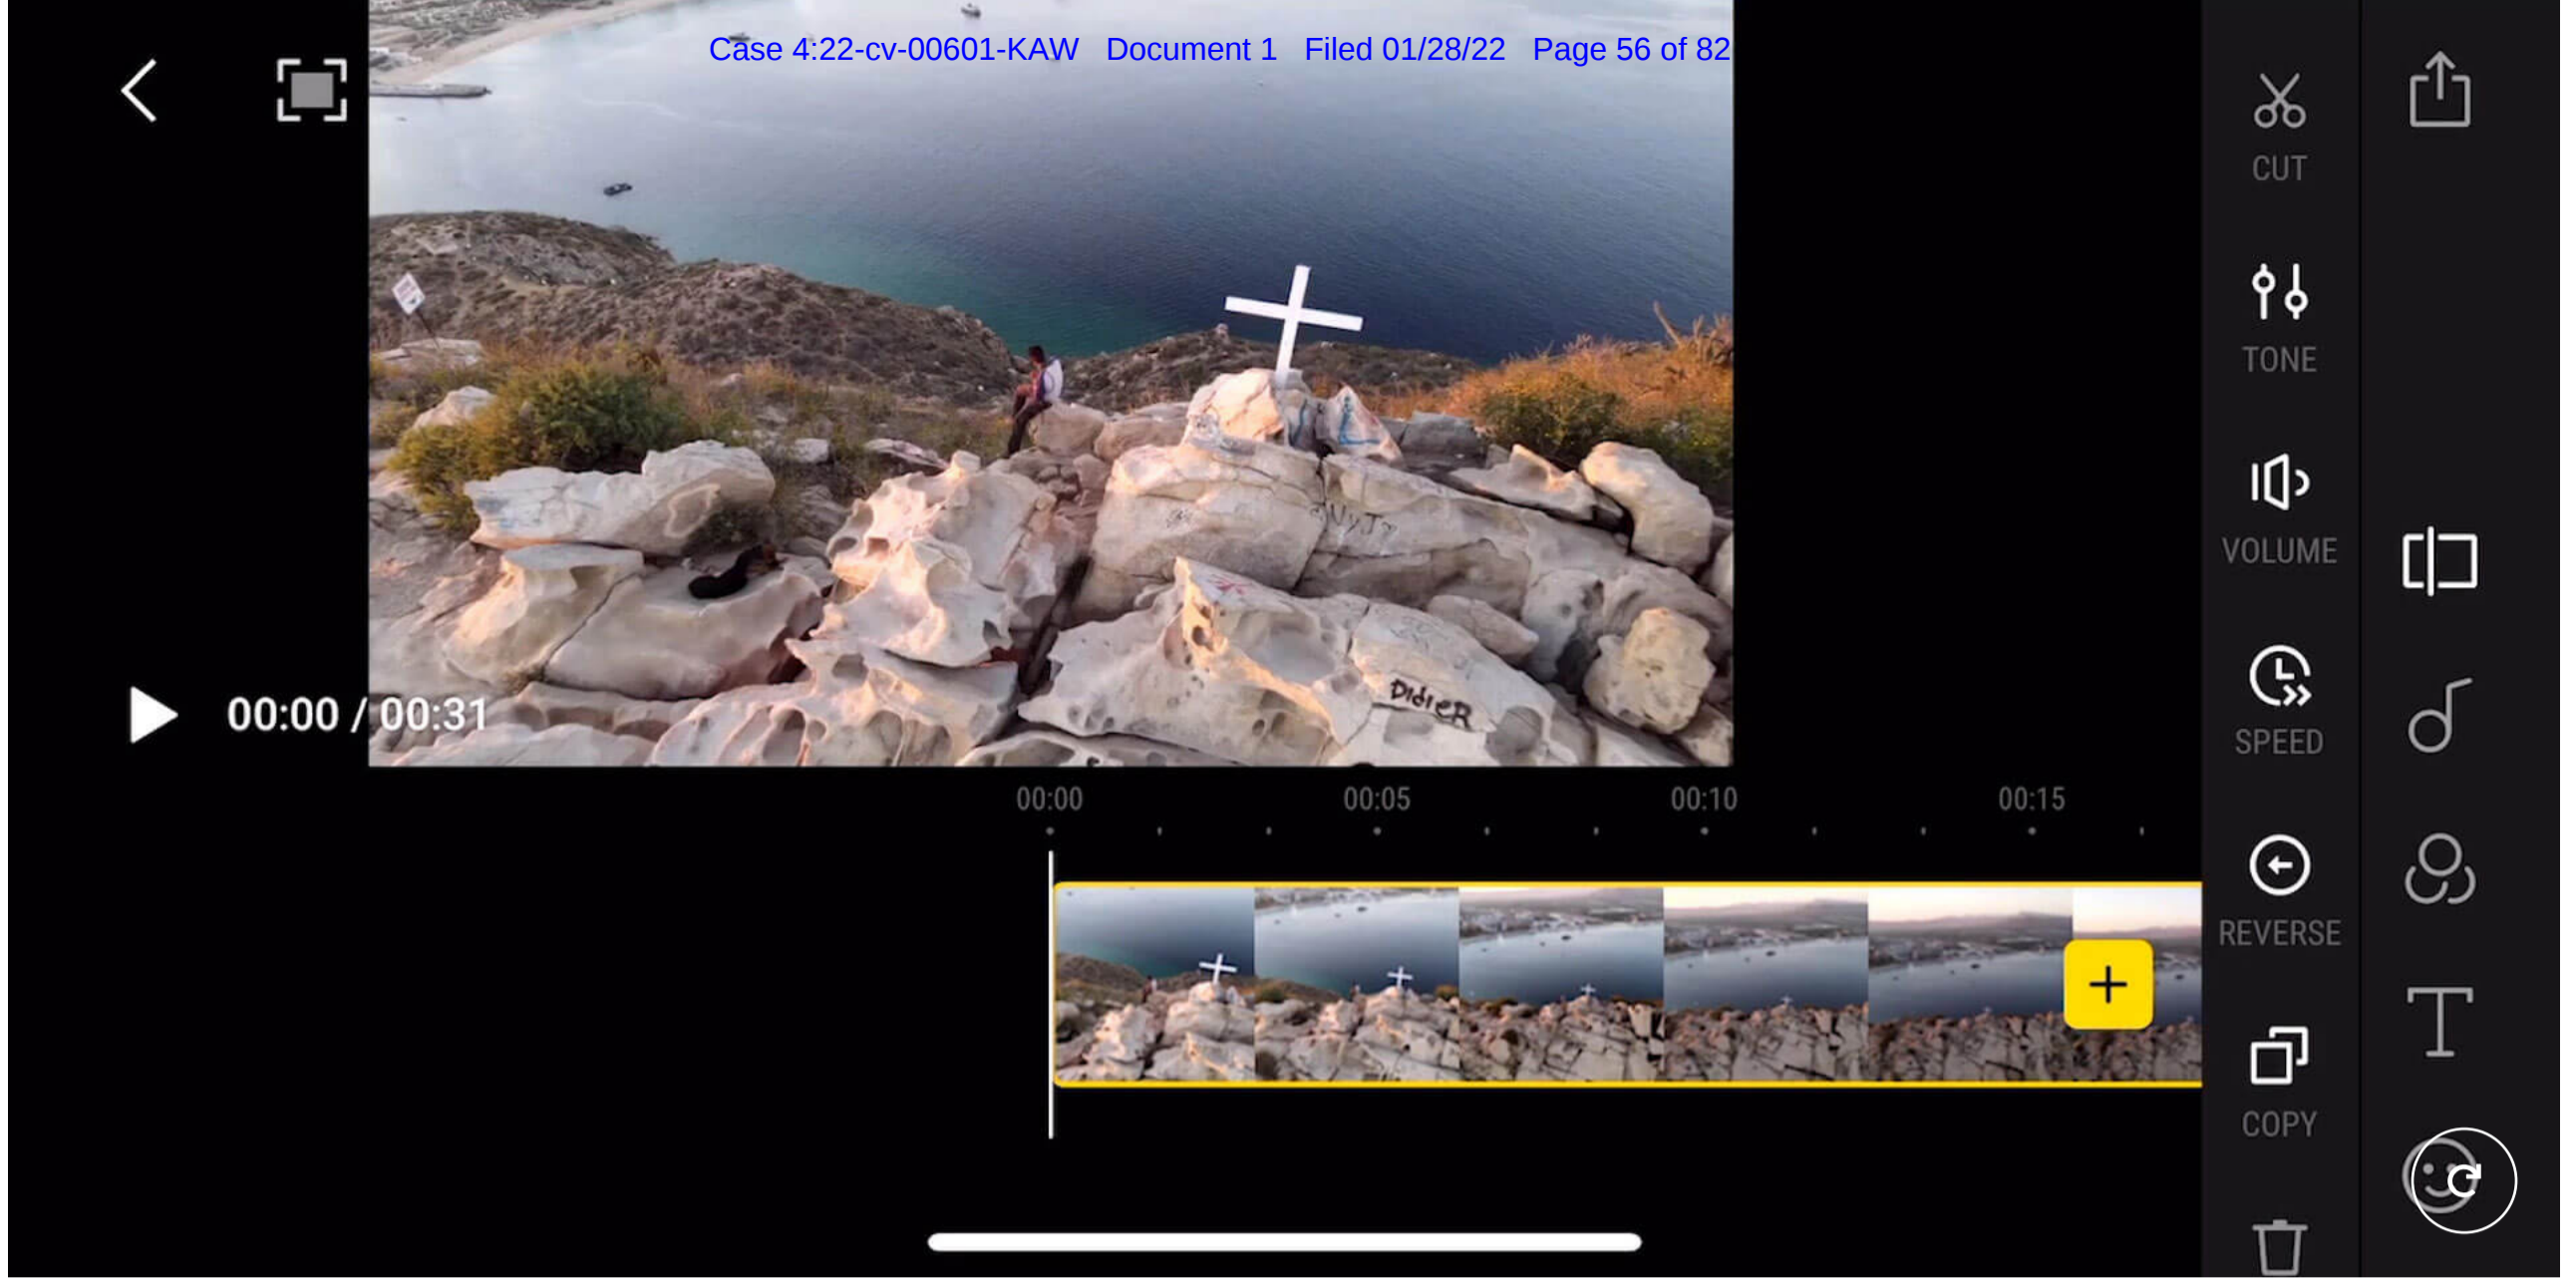 Case 4:22-cv-00601-KAW Document 1 Filed 01/28/22 Page 56 of 82
CUT
TONE
VOLUME
NyJ
SPEED
DidieR
00:00 / 00:31
00:00
00:05
00:10
00:15
REVERSE
COPY